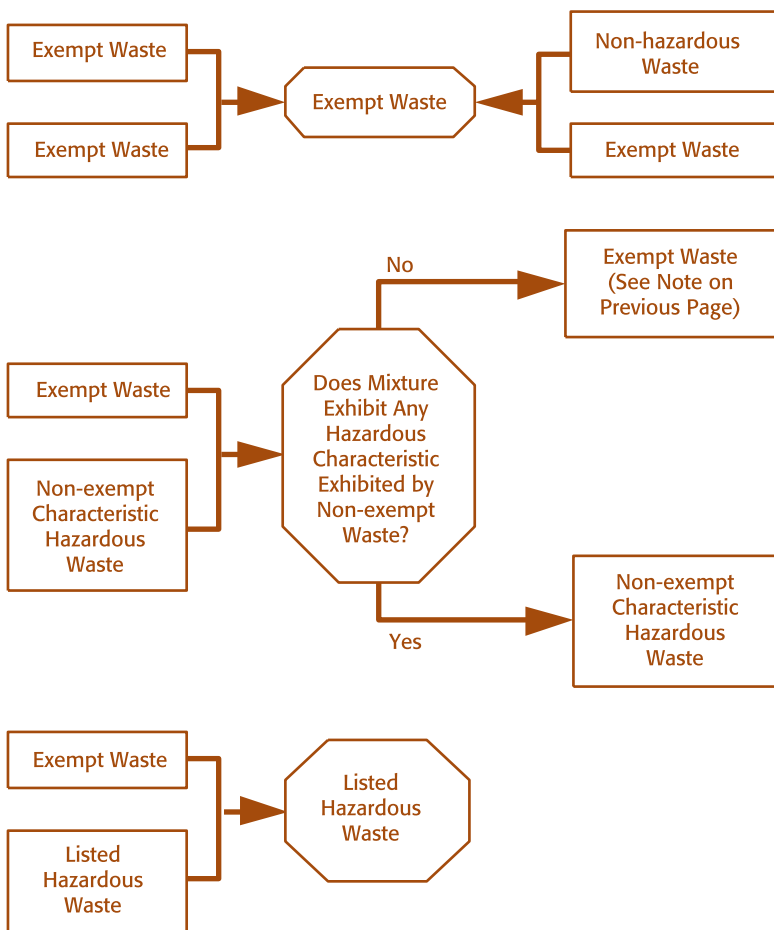 Exempt Waste
Exempt Waste
Exempt Waste
Non-hazardous
Waste
Exempt Waste
No
Exempt Waste
(See Note on
Previous Page)
Exempt Waste
Non-exempt
Characteristic
Hazardous
Waste
Does Mixture
Exhibit Any
Hazardous
Characteristic
Exhibited by
Non-exempt
Waste?
Yes
Non-exempt
Characteristic
Hazardous
Waste
Exempt Waste
Listed
Hazardous
Waste
Listed
Hazardous
Waste